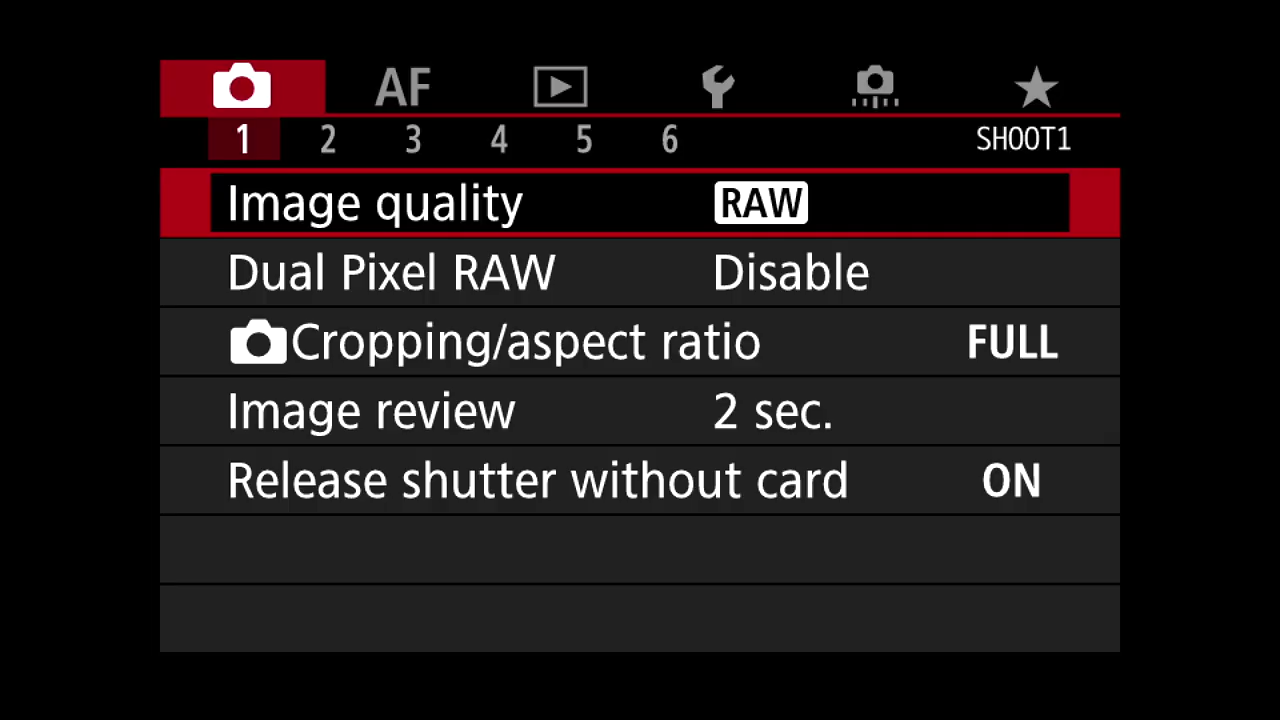 AF
1 2 3 4 5 6 SHOOT1
Image quality RAW
Dual Pixel RAW Disable
Cropping/aspect ratio FULL
Image review 2 sec.
Release shutter without card ON